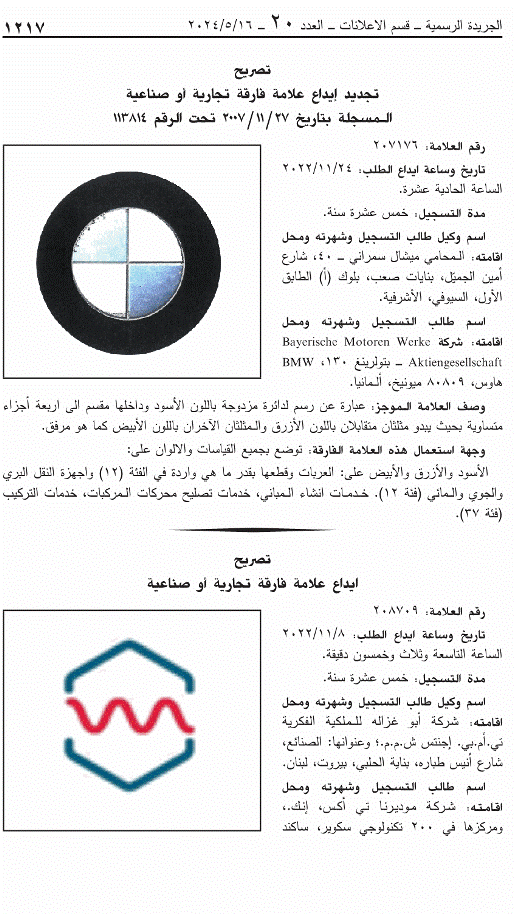 الجريدة الرسمية ـ قسم الاعلانات ـ العدد ٢٠ ـ ٢٠٢٤/٥/١٦
١٢١٧
تصريح
تجديد إيداع علامة فارقة تجارية أو صناعية
المسجلة بتاريخ ٢٠٠٧/١١/٢٧ تحت الرقم ١١٣٨١٤
رقم العلامة: ٢٠٧١٧٦
تاريخ وساعة ايداع الطلب: ٢٠٢٢/١١/٢٤
الساعة الحادية عشرة.
مدة التسجيل: خمس عشرة سنة.
اسم وكيل طالب التسجيل وشهرته ومحل
اقامته: المحامي ميشال سمراني ـ ٤٠، شارع
أمين الجميّل، بنايات صعب، بلوك (أ) الطابق
الأول، السيوفي، الأشرفية.
اسم طالب التسجيل وشهرته ومحل
اقامته: شركة Bayerische Motoren Werke
Aktiengesellschaft ـ بتولرينغ ١٣٠، BMW
هاوس، ٨٠٨٠٩ ميونيخ، ألمانيا.
وصف العلامة الموجز: عبارة عن رسم لدائرة مزدوجة باللون الأسود وداخلها مقسم الى اربعة أجزاء
متساوية بحيث يبدو مثلثان متقابلان باللون الأزرق والمثلثان الآخران باللون الأبيض كما هو مرفق.
وجهة استعمال هذه العلامة الفارقة: توضع بجميع القياسات والالوان على:
الأسود والأزرق والأبيض على: العربات وقطعها بقدر ما هي واردة في الفئة (١٢) واجهزة النقل البري
والجوي والمائي (فئة ١٢). خدمات انشاء المباني، خدمات تصليح محركات المركبات، خدمات التركيب
(فئة ٣٧).
تصريح
ايداع علامة فارقة تجارية أو صناعية
رقم العلامة: ٢٠٨٧٠٩
تاريخ وساعة ايداع الطلب: ٢٠٢٢/١١/٨
الساعة التاسعة وثلاث وخمسون دقيقة.
مدة التسجيل: خمس عشرة سنة.
اسم وكيل طالب التسجيل وشهرته ومحل
اقامته: شركة أبو غزاله للملكية الفكرية
تي.أم.بي. إجنتس ش.م.م.؛ وعنوانها: الصنائع،
شارع أنيس طباره، بناية الحلبي، بيروت، لبنان.
اسم طالب التسجيل وشهرته ومحل
اقامته: شركة موديرنا تي أكس، إنك.،
ومركزها في ٢٠٠ تكنولوجي سكوير، ساكند